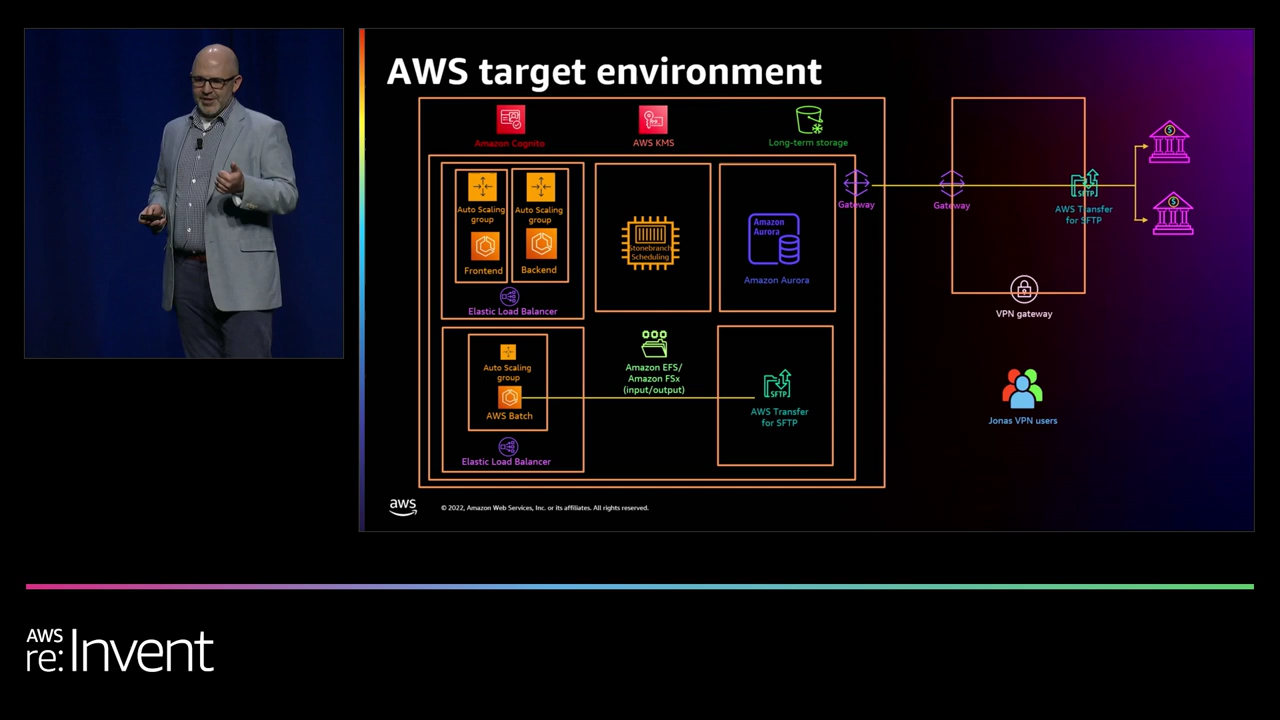 AWS target environment
Amazon Cognito
AWS KMS
Long-term storage
Auto Scaling
group
Auto Scaling
group
Frontend
Backend
Elastic Load Balancer
Stonebranch
Scheduling
Amazon
Aurora
Amazon Aurora
Gateway
Gateway
SFTP
AWS Transfer
for SFTP
$
$
VPN gateway
Auto Scaling
group
AWS Batch
Elastic Load Balancer
Amazon EFS/
Amazon FSx
(input/output)
SFTP
AWS Transfer
for SFTP
Jonas VPN users
aws
© 2022, Amazon Web Services, Inc. or its affiliates. All rights reserved.
AWS
re:Invent